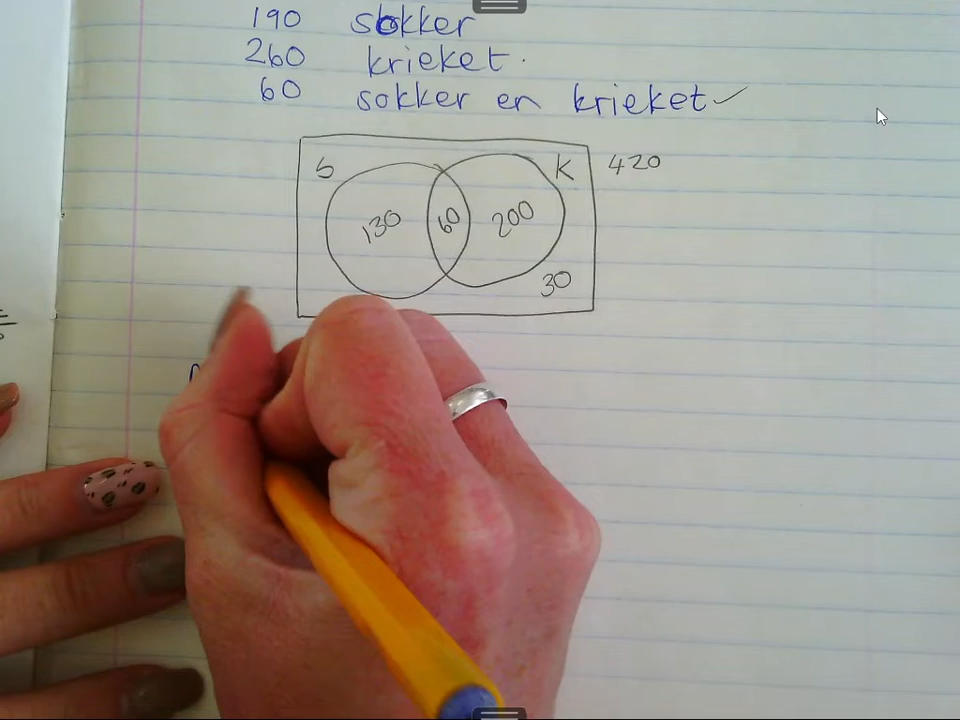 190 sokker
260 krieket.
60 sokker en krieket ✓
S K 420
130 60 200
30